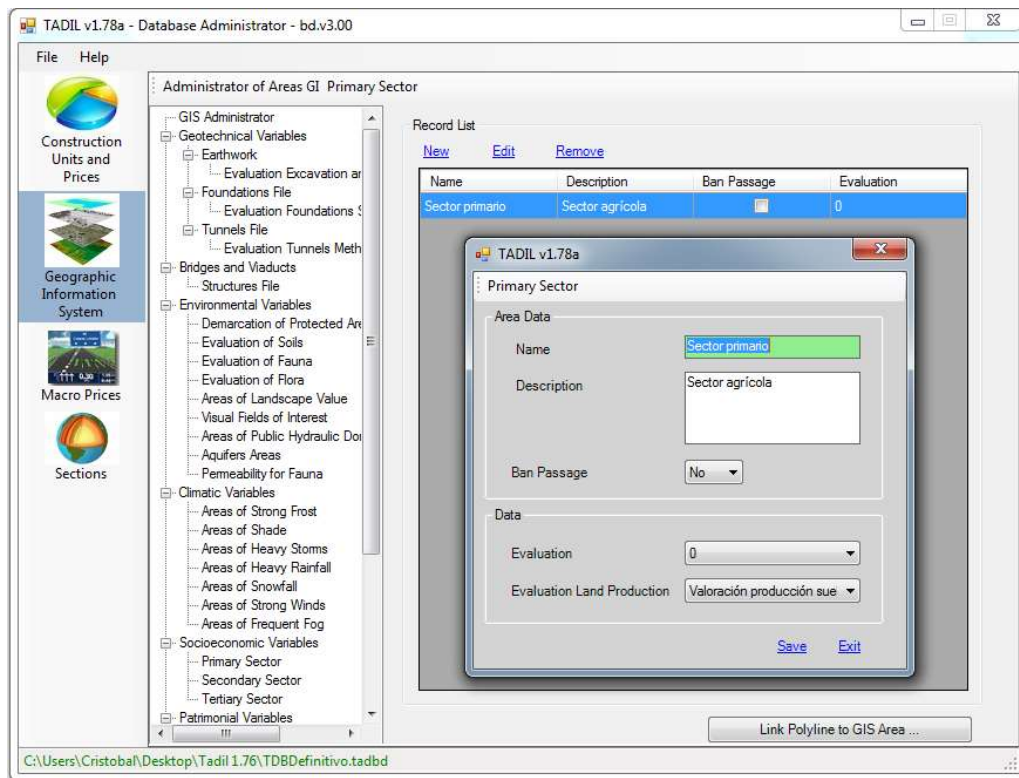 TADIL v1.78a - Database Administrator - bd.v3.00
File Help
Construction
Units and
Prices
Geographic
Information
System
Macro Prices
Sections
Administrator of Areas GI Primary Sector
GIS Administrator
Geotechnical Variables
Earthwork
Evaluation Excavation ar
Foundations File
Evaluation Foundations S
Tunnels File
Evaluation Tunnels Meth
Bridges and Viaducts
Structures File
Environmental Variables
Demarcation of Protected Are
Evaluation of Soils
Evaluation of Fauna
Evaluation of Flora
Areas of Landscape Value
Visual Fields of Interest
Areas of Public Hydraulic Dor
Aquifers Areas
Permeability for Fauna
Climatic Variables
Areas of Strong Frost
Areas of Shade
Areas of Heavy Storms
Areas of Heavy Rainfall
Areas of Snowfall
Areas of Strong Winds
Areas of Frequent Fog
Socioeconomic Variables
Primary Sector
Secondary Sector
Tertiary Sector
Patrimonial Variables
Record List
New Edit Remove
Name Description Ban Passage Evaluation
Sector primario Sector agrícola 0
TADIL v1.78a
Primary Sector
Area Data
Name Sector primario
Description Sector agrícola
Ban Passage No
Data
Evaluation 0
Evaluation Land Production Valoración producción sue
Save Exit
Link Polyline to GIS Area ...
C:\Users\Cristobal\Desktop\Tadil 1.76\TDBDefinitivo.tadbd